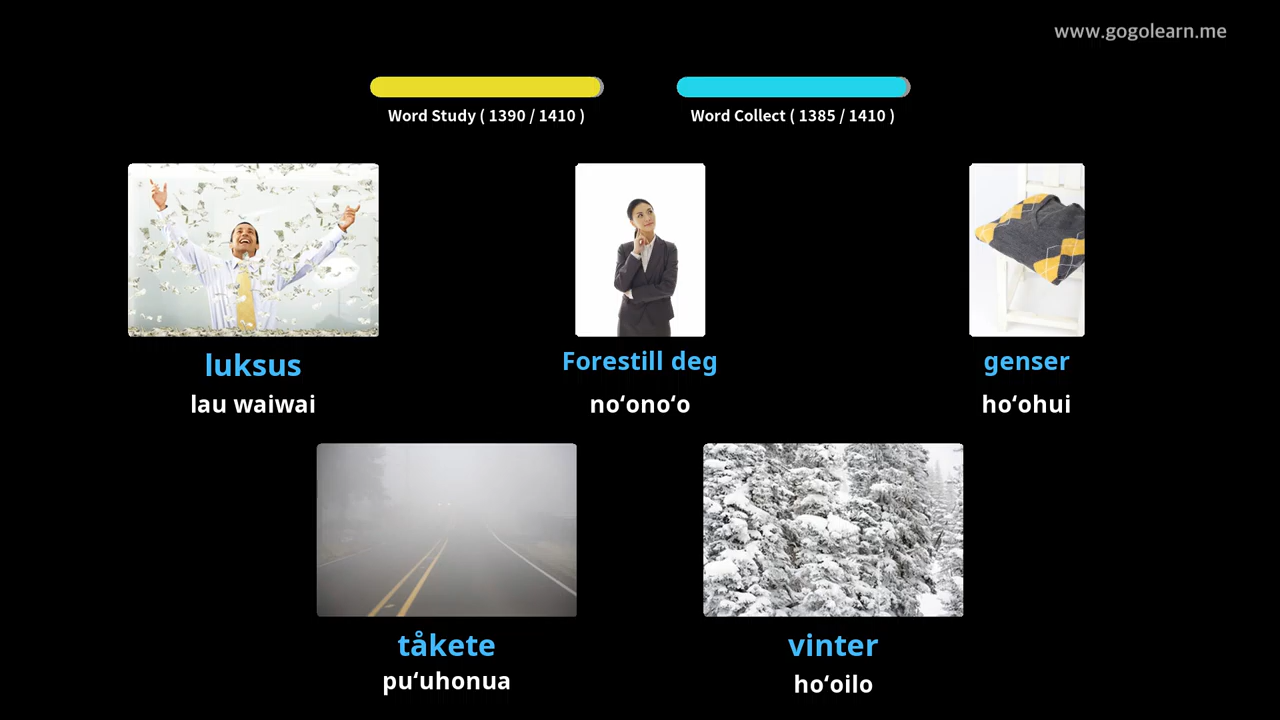 www.gogolearn.me
Word Study ( 1390 / 1410 )
Word Collect ( 1385 / 1410 )
luksus
Forestill deg
genser
lau waiwai
noʻonoʻo
hoʻohui
tåkete
vinter
puʻuhonua
hoʻoilo